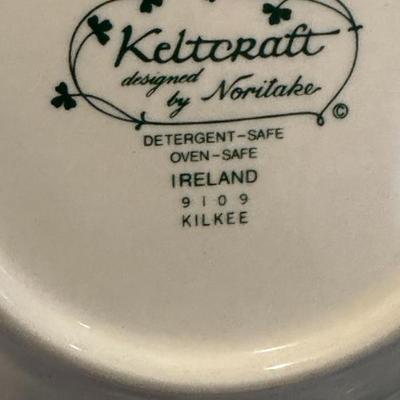 Keltcraft
designed
by Noritake
©
DETERGENT-SAFE
OVEN-SAFE
IRELAND
9109
KILKEE